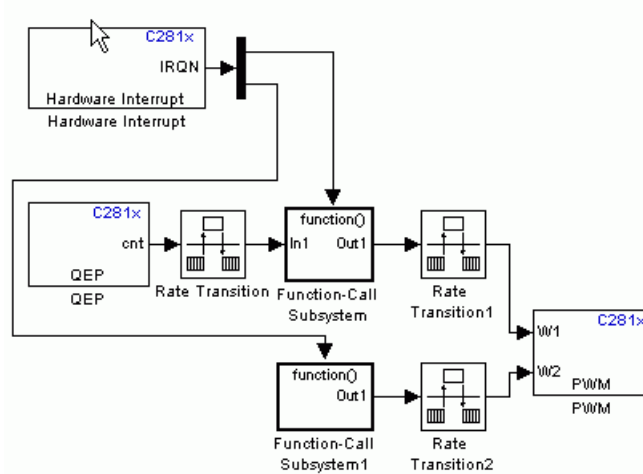 C281x
IRQN
Hardware Interrupt
Hardware Interrupt
C281x
cnt
QEP
QEP
Rate Transition
function()
In1
Out1
Function-Call
Subsystem
Rate
Transition1
C281x
W1
W2
PWM
PWM
function()
Out1
Function-Call
Subsystem1
Rate
Transition2